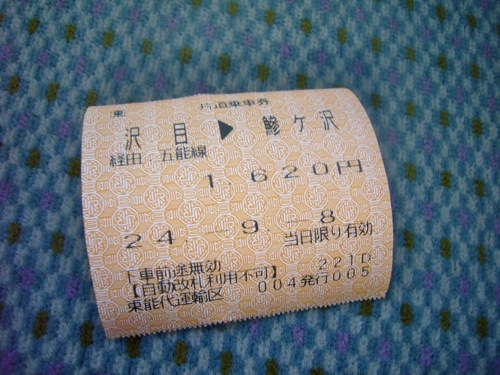 (東) 片道乗車券
沢目 ▶ 鰺ケ沢
経由：五能線
1,620円
24.-9.-8 当日限り有効
下車前途無効 221D
【自動改札利用不可】
東能代運輸区 004発行005